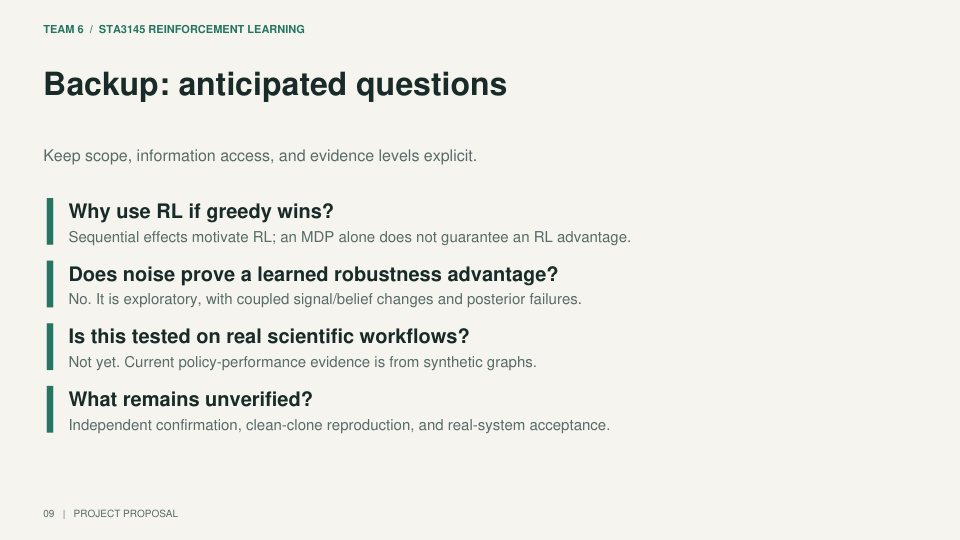 TEAM 6 / STA3145 REINFORCEMENT LEARNING
Backup: anticipated questions
Keep scope, information access, and evidence levels explicit.
Why use RL if greedy wins?
Sequential effects motivate RL; an MDP alone does not guarantee an RL advantage.
Does noise prove a learned robustness advantage?
No. It is exploratory, with coupled signal/belief changes and posterior failures.
Is this tested on real scientific workflows?
Not yet. Current policy-performance evidence is from synthetic graphs.
What remains unverified?
Independent confirmation, clean-clone reproduction, and real-system acceptance.
09 | PROJECT PROPOSAL